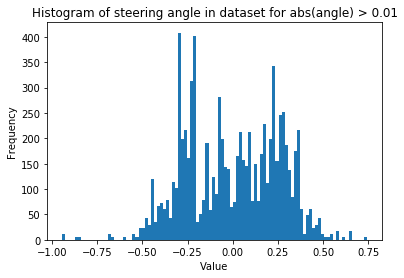 Histogram of steering angle in dataset for abs(angle) > 0.01
Frequency
400
350
300
250
200
150
100
50
0
−1.00 −0.75 −0.50 −0.25 0.00 0.25 0.50 0.75
Value